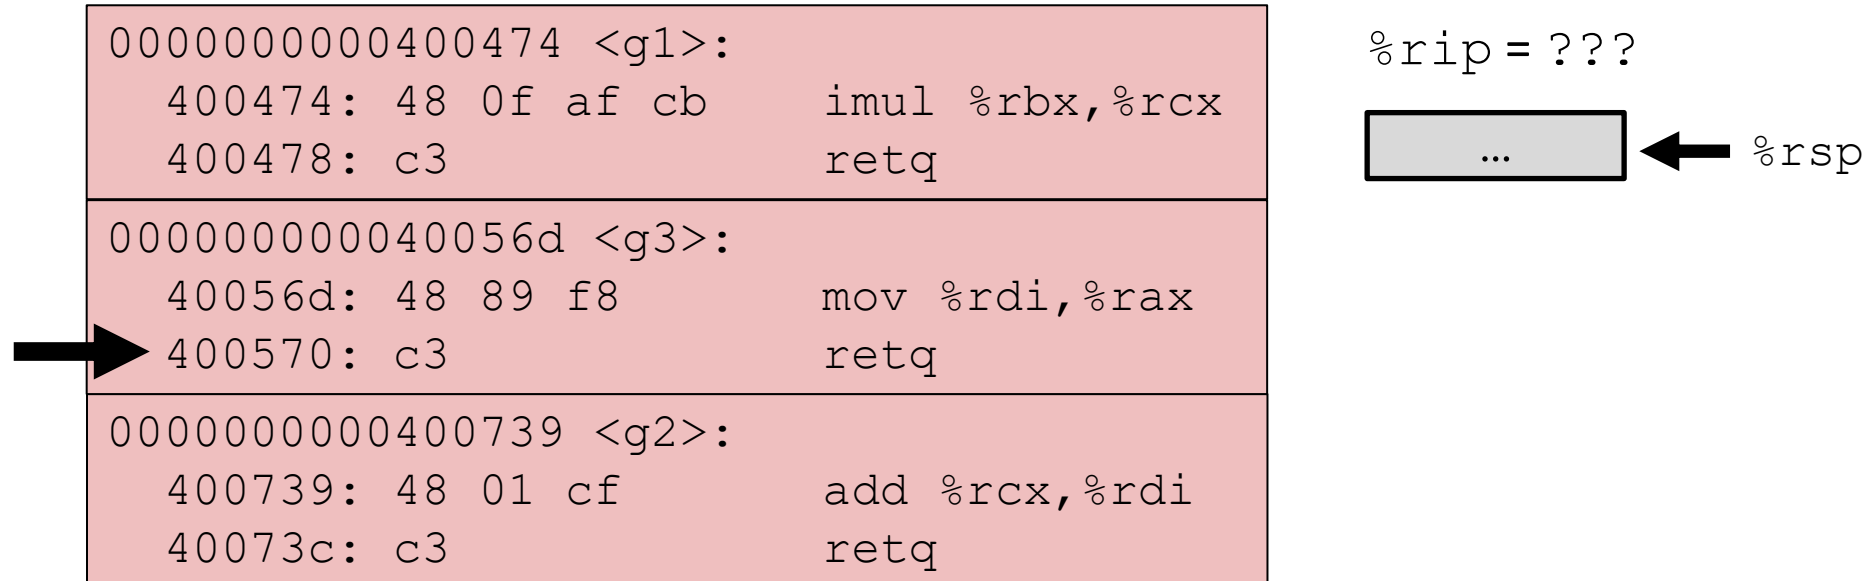 0000000000400474 <g1>:
400474: 48 0f af cb imul %rbx,%rcx
400478: c3 retq
000000000040056d <g3>:
40056d: 48 89 f8 mov %rdi,%rax
400570: c3 retq
0000000000400739 <g2>:
400739: 48 01 cf add %rcx,%rdi
40073c: c3 retq
%rip = ???
… %rsp